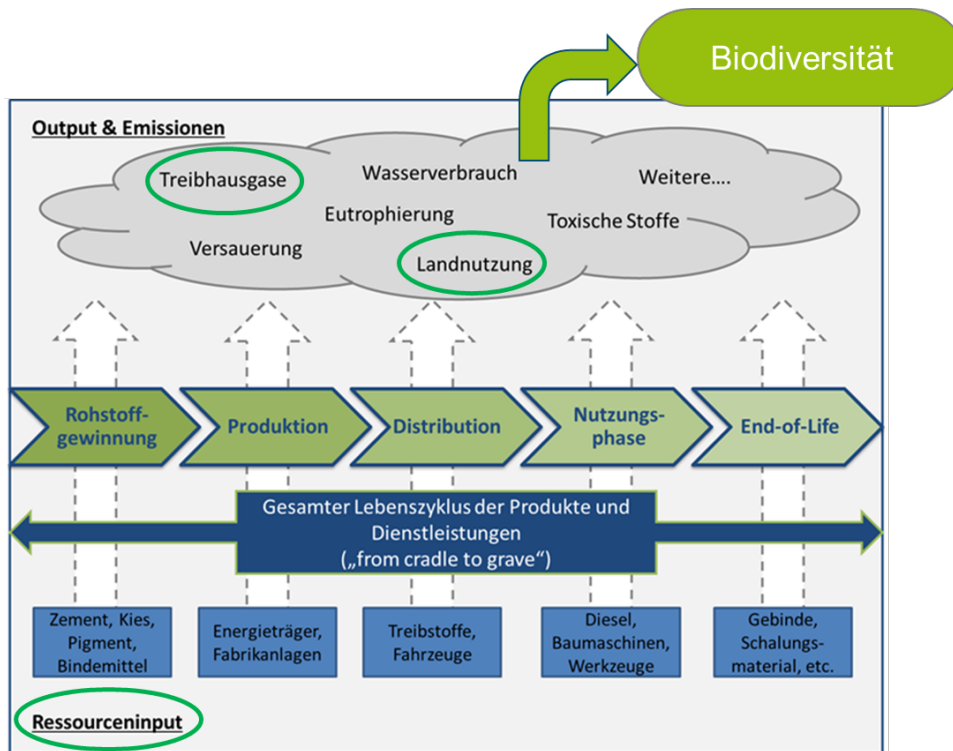 Biodiversität
Output & Emissionen
Treibhausgase
Wasserverbrauch
Weitere....
Eutrophierung
Toxische Stoffe
Versauerung
Landnutzung
Rohstoff-
gewinnung
Produktion
Distribution
Nutzungs-
phase
End-of-Life
Gesamter Lebenszyklus der Produkte und
Dienstleistungen
(„from cradle to grave“)
Zement, Kies,
Pigment,
Bindemittel
Energieträger,
Fabrikanlagen
Treibstoffe,
Fahrzeuge
Diesel,
Baumaschinen,
Werkzeuge
Gebinde,
Schalungs-
material, etc.
Ressourceninput